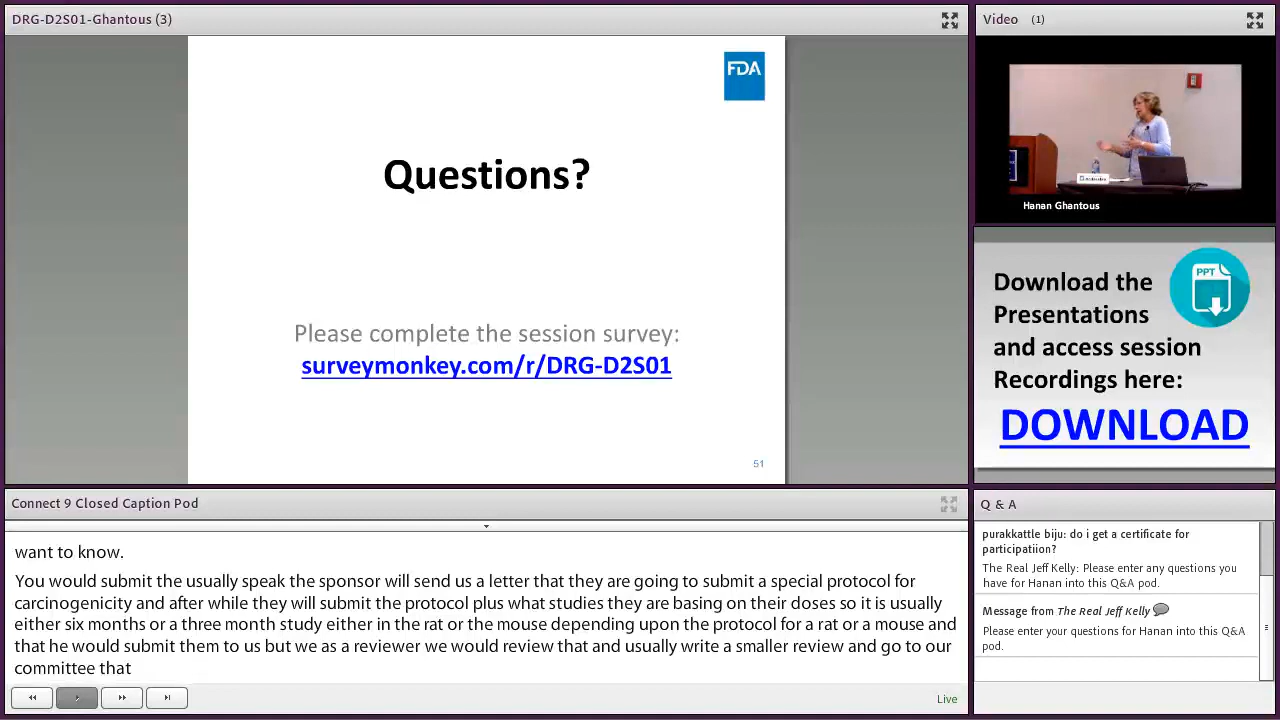 DRG-D2S01-Ghantous (3)
FDA
Questions?
Please complete the session survey:
surveymonkey.com/r/DRG-D2S01
51
Video (1)
Hanan Ghantous
Download the
Presentations
and access session
Recordings here:
DOWNLOAD
PPT
Connect 9 Closed Caption Pod
want to know.
You would submit the usually speak the sponsor will send us a letter that they are going to submit a special protocol for
carcinogenicity and after while they will submit the protocol plus what studies they are basing on their doses so it is usually
either six months or a three month study either in the rat or the mouse depending upon the protocol for a rat or a mouse and
that he would submit them to us but we as a reviewer we would review that and usually write a smaller review and go to our
committee that
Live
Q & A
purakkattle biju: do i get a certificate for
participatiion?
The Real Jeff Kelly: Please enter any questions you
have for Hanan into this Q&A pod.
Message from The Real Jeff Kelly
Please enter your questions for Hanan into this Q&A
pod.